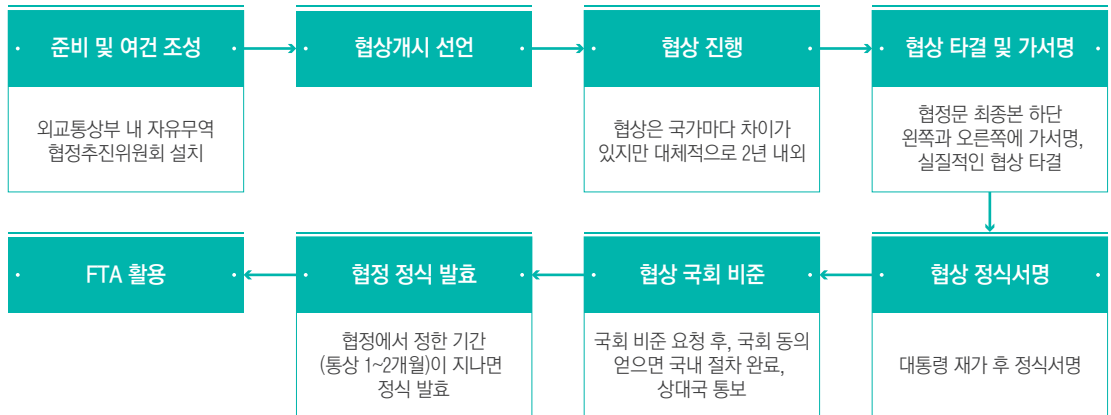 준비 및 여건 조성
외교통상부 내 자유무역
협정추진위원회 설치
협상개시 선언
협상 진행
협상은 국가마다 차이가
있지만 대체적으로 2년 내외
협상 타결 및 가서명
협정문 최종본 하단
왼쪽과 오른쪽에 가서명,
실질적인 협상 타결
협상 정식서명
대통령 재가 후 정식서명
협상 국회 비준
국회 비준 요청 후, 국회 동의
얻으면 국내 절차 완료,
상대국 통보
협정 정식 발효
협정에서 정한 기간
(통상 1~2개월)이 지나면
정식 발효
FTA 활용